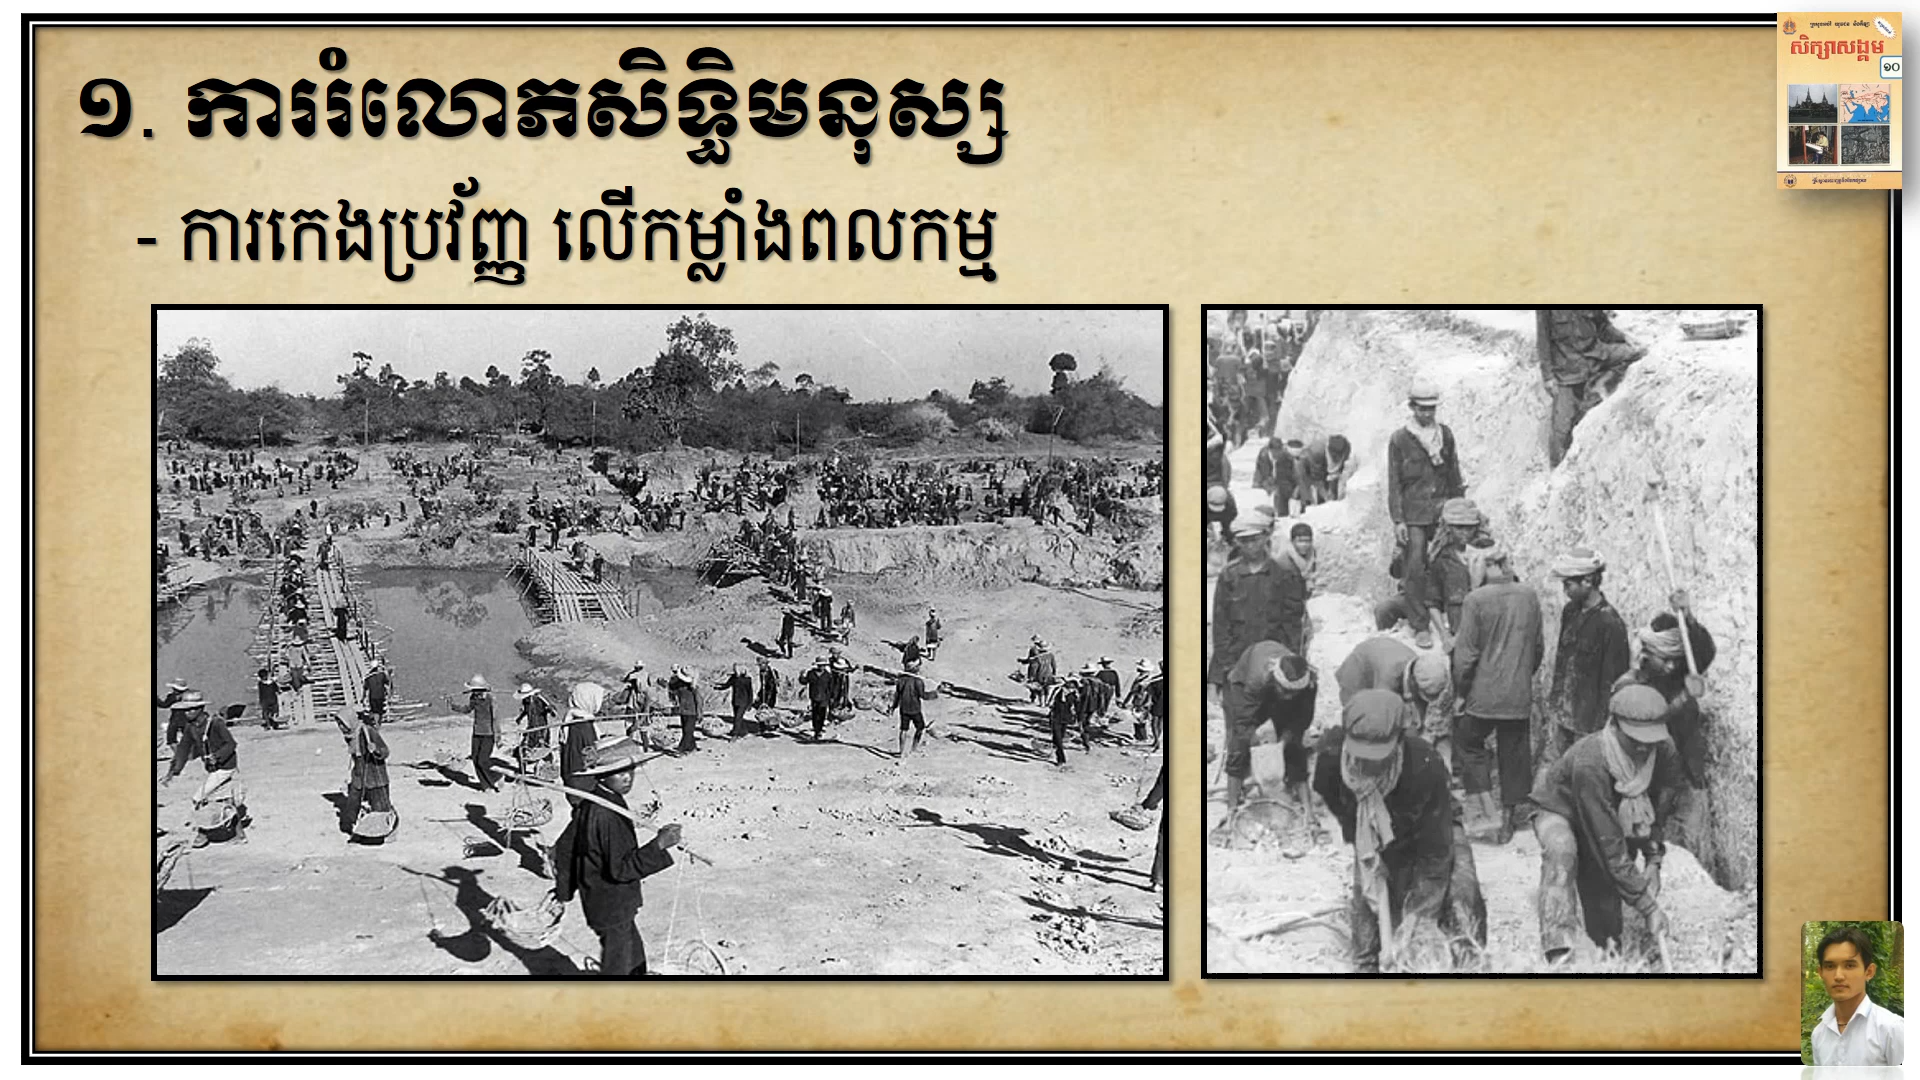 ១. ការរំលោភសិទ្ធិមនុស្ស
- ការកេងប្រវ័ញ្ញ លើកម្លាំងពលកម្ម
សិក្សាសង្គម
១០